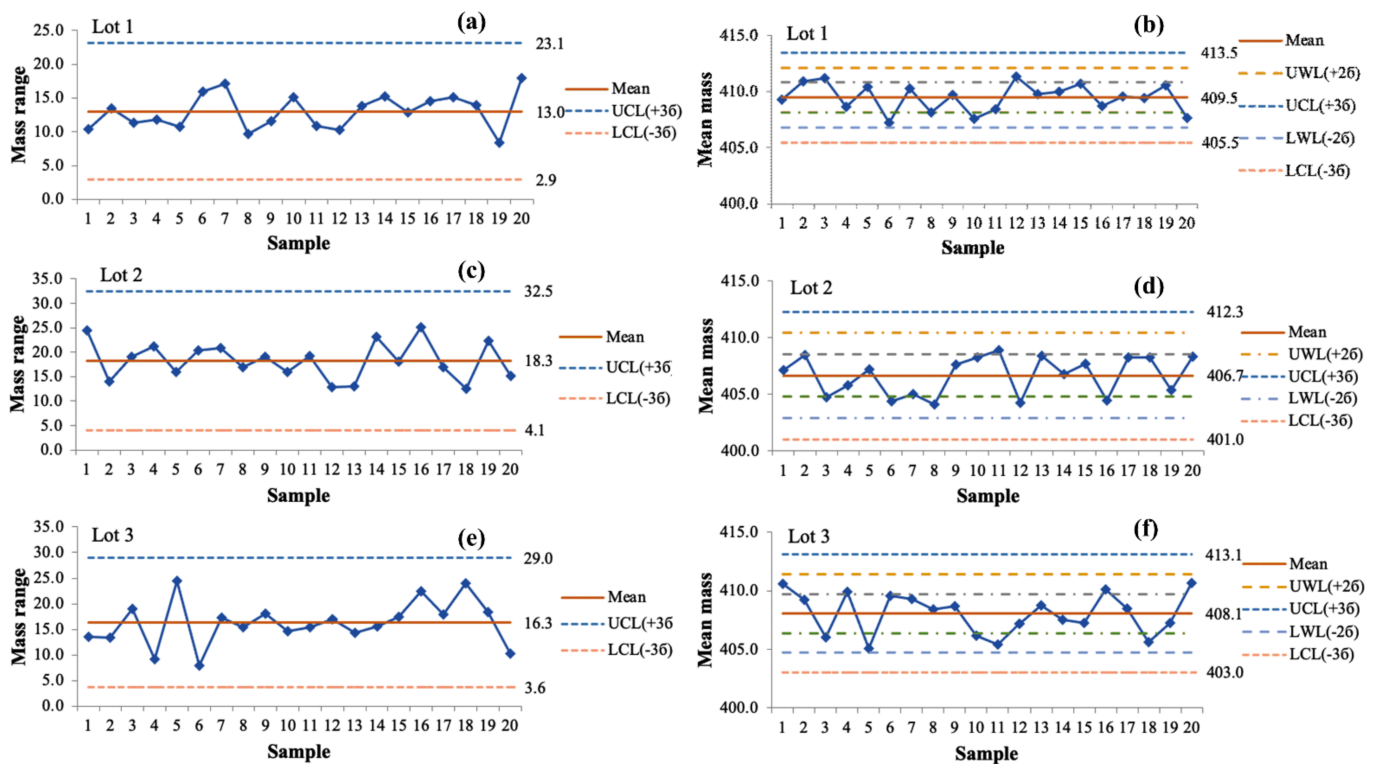 Lot 1
(a)
25.0
20.0
15.0
10.0
5.0
0.0
Mass range
1 2 3 4 5 6 7 8 9 10 11 12 13 14 15 16 17 18 19 20
Sample
23.1
13.0
2.9
Mean
UCL(+3б)
LCL(-3б)
Lot 1
(b)
415.0
410.0
405.0
400.0
Mean mass
1 2 3 4 5 6 7 8 9 10 11 12 13 14 15 16 17 18 19 20
Sample
413.5
409.5
405.5
Mean
UWL(+2б)
UCL(+3б)
LWL(-2б)
LCL(-3б)
Lot 2
(c)
35.0
30.0
25.0
20.0
15.0
10.0
5.0
0.0
Mass range
1 2 3 4 5 6 7 8 9 10 11 12 13 14 15 16 17 18 19 20
Sample
32.5
18.3
4.1
Mean
UCL(+3б
LCL(-3б)
Lot 2
(d)
415.0
410.0
405.0
400.0
Mean mass
1 2 3 4 5 6 7 8 9 10 11 12 13 14 15 16 17 18 19 20
Sample
412.3
406.7
401.0
Mean
UWL(+2б)
UCL(+3б)
LWL(-2б)
LCL(-3б)
Lot 3
(e)
35.0
30.0
25.0
20.0
15.0
10.0
5.0
0.0
Mass range
1 2 3 4 5 6 7 8 9 10 11 12 13 14 15 16 17 18 19 20
Sample
29.0
16.3
3.6
Mean
UCL(+3б
LCL(-3б)
Lot 3
(f)
415.0
410.0
405.0
400.0
Mean mass
1 2 3 4 5 6 7 8 9 10 11 12 13 14 15 16 17 18 19 20
Sample
413.1
408.1
403.0
Mean
UWL(+2б)
UCL(+3б)
LWL(-2б)
LCL(-3б)